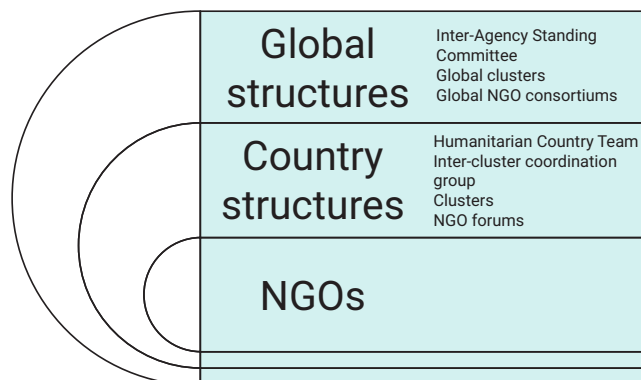 Global
structures
Inter-Agency Standing
Committee
Global clusters
Global NGO consortiums
Country
structures
Humanitarian Country Team
Inter-cluster coordination
group
Clusters
NGO forums
NGOs